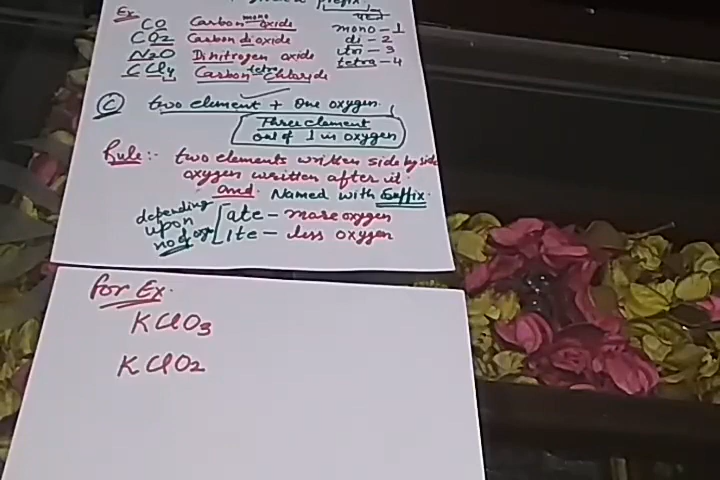 prefix.
Ex
CO Carbon mono oxide mono - 1
CO2 Carbon di oxide di - 2
N2O Dinitrogen oxide tri - 3
CCl4 Carbon tetra Chloride tetra - 4
(C) two element + One oxygen.
Three element
out of 1 is oxygen
Rule:- two elements written side by side
oxygen written after it.
and. Named with Suffix.
depending upon no of oxy
ate - more oxygen
ite - less oxygen
For Ex.
KClO3
KClO2